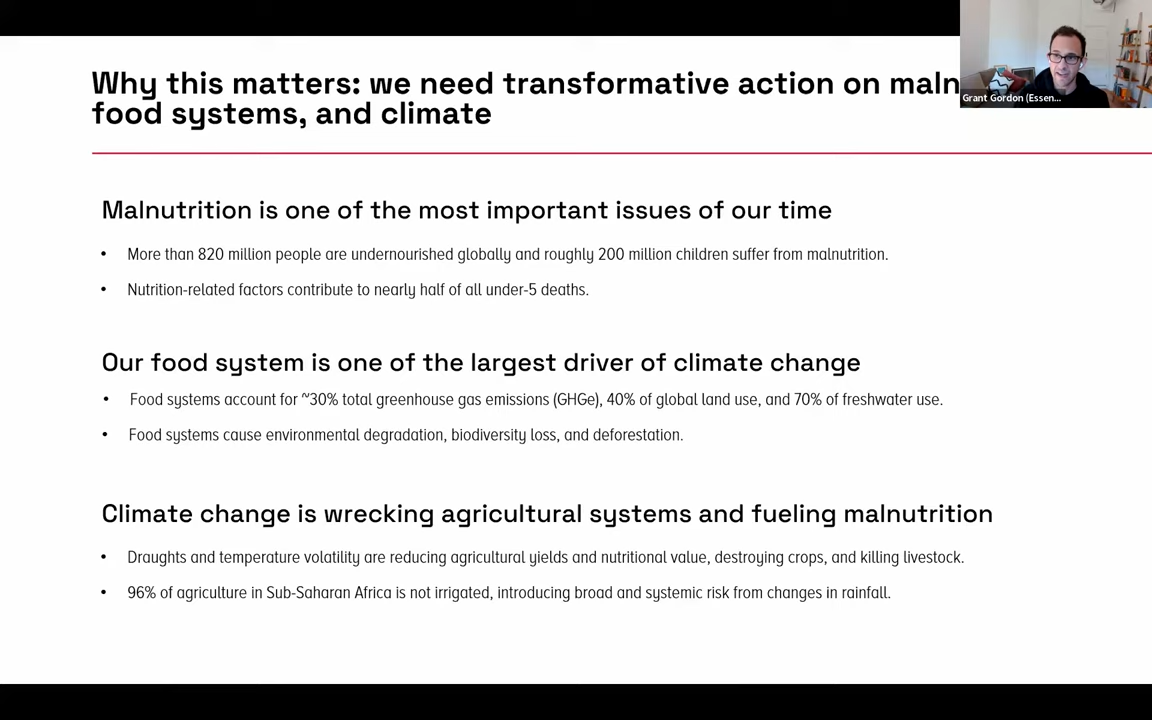 Why this matters: we need transformative action on maln
food systems, and climate
Grant Gordon (Essen...
Malnutrition is one of the most important issues of our time
• More than 820 million people are undernourished globally and roughly 200 million children suffer from malnutrition.
• Nutrition-related factors contribute to nearly half of all under-5 deaths.
Our food system is one of the largest driver of climate change
• Food systems account for ~30% total greenhouse gas emissions (GHGe), 40% of global land use, and 70% of freshwater use.
• Food systems cause environmental degradation, biodiversity loss, and deforestation.
Climate change is wrecking agricultural systems and fueling malnutrition
• Draughts and temperature volatility are reducing agricultural yields and nutritional value, destroying crops, and killing livestock.
• 96% of agriculture in Sub-Saharan Africa is not irrigated, introducing broad and systemic risk from changes in rainfall.